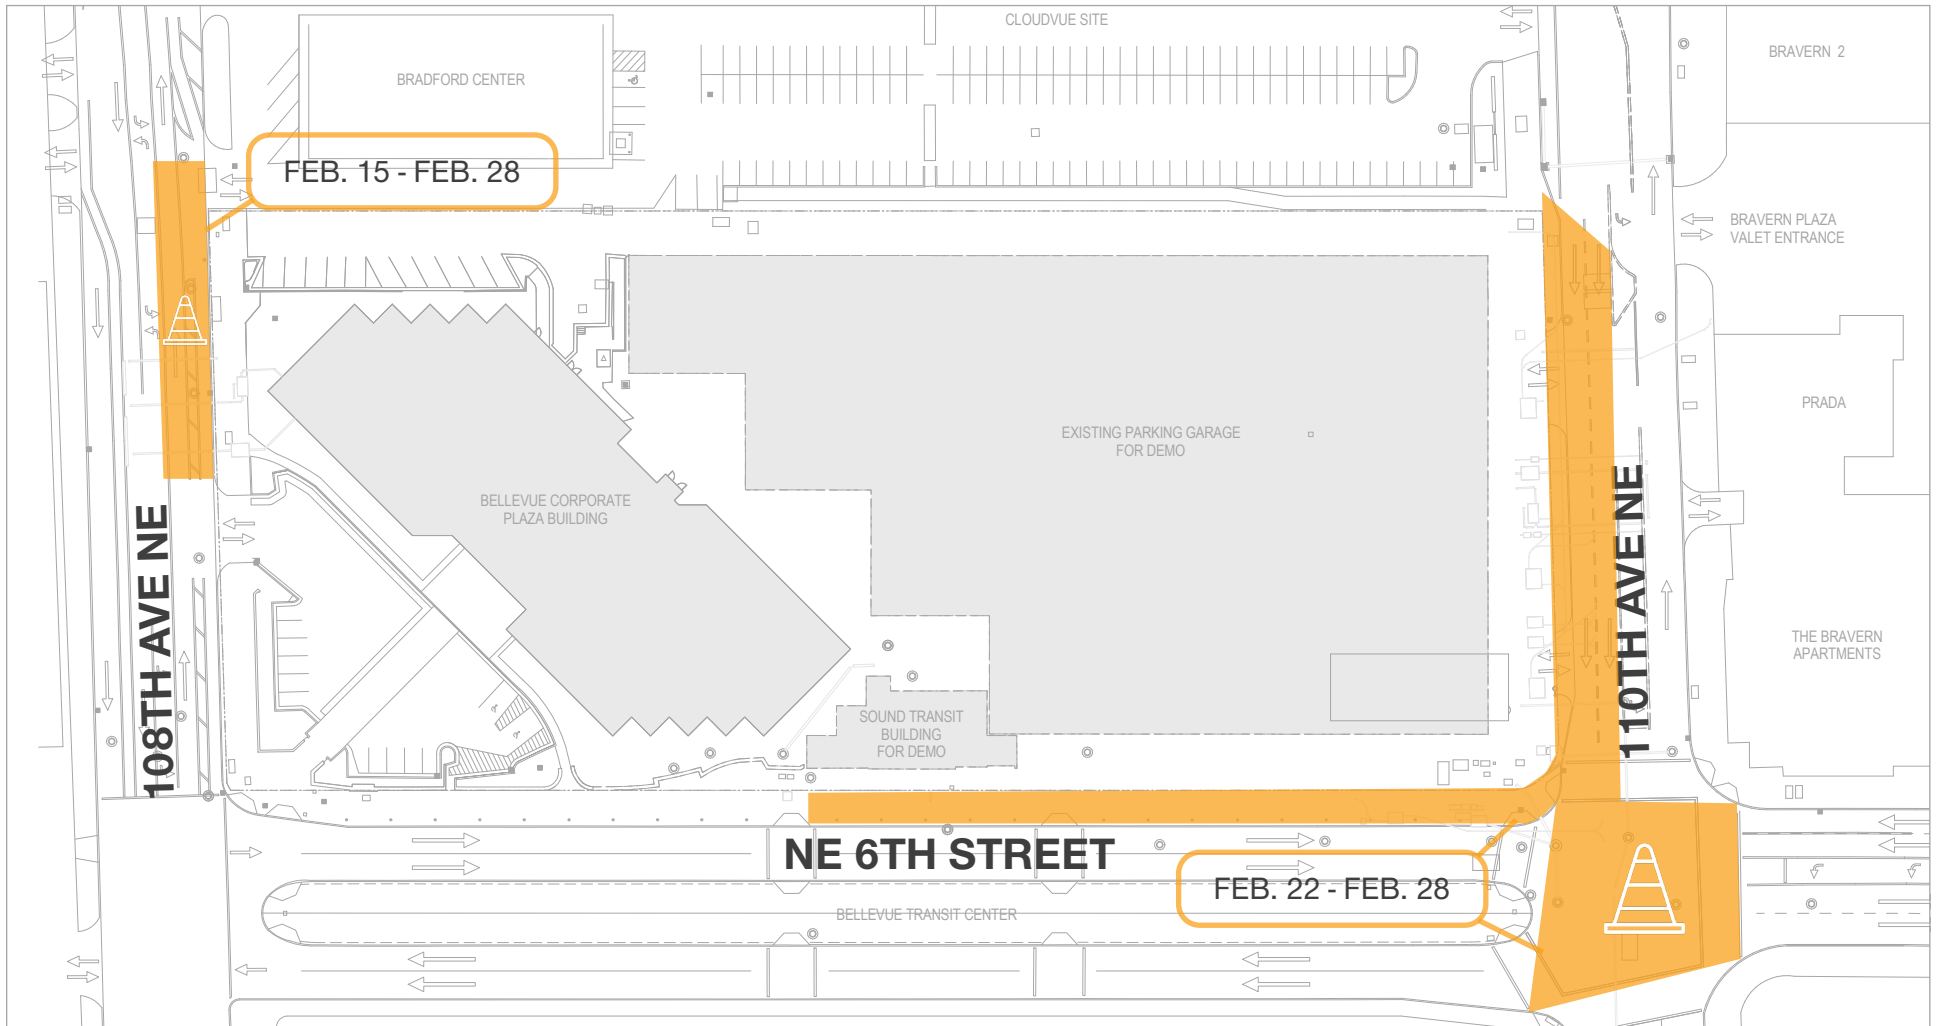 CLOUDVUE SITE
BRAVERN 2
BRADFORD CENTER
FEB. 15 - FEB. 28
BRAVERN PLAZA
VALET ENTRANCE
PRADA
EXISTING PARKING GARAGE
FOR DEMO
BELLEVUE CORPORATE
PLAZA BUILDING
108TH AVE NE
110TH AVE NE
THE BRAVERN
APARTMENTS
SOUND TRANSIT
BUILDING
FOR DEMO
NE 6TH STREET
FEB. 22 - FEB. 28
BELLEVUE TRANSIT CENTER